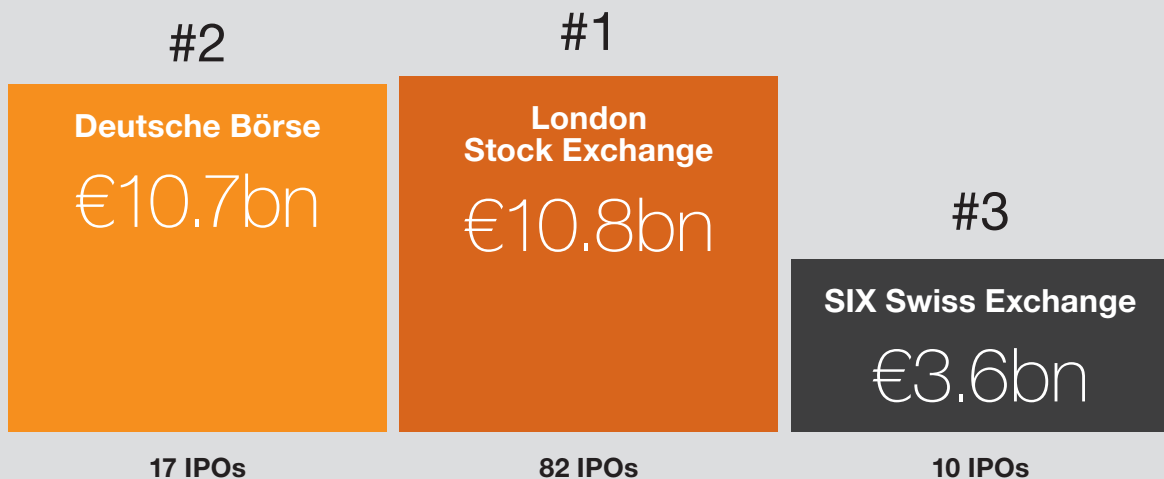 #2
Deutsche Börse
€10.7bn
17 IPOs
#1
London
Stock Exchange
€10.8bn
82 IPOs
#3
SIX Swiss Exchange
€3.6bn
10 IPOs